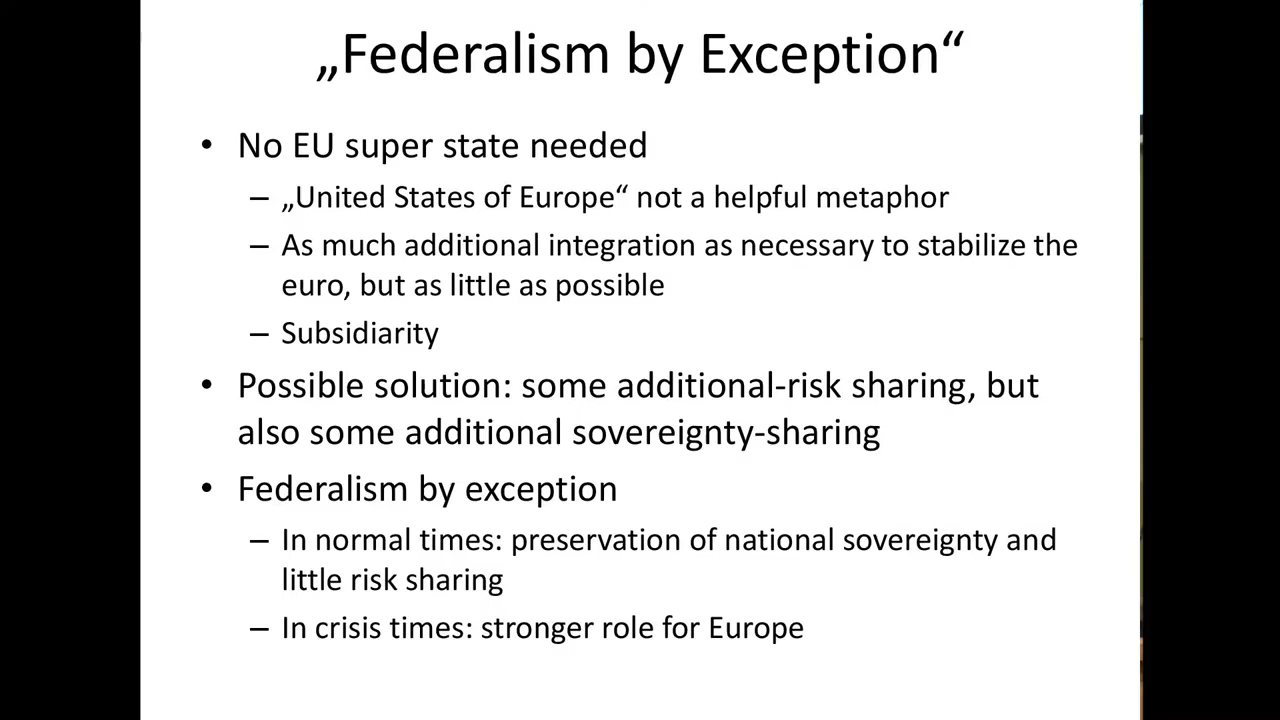 „Federalism by Exception“
• No EU super state needed
– „United States of Europe“ not a helpful metaphor
– As much additional integration as necessary to stabilize the
euro, but as little as possible
– Subsidiarity
• Possible solution: some additional-risk sharing, but
also some additional sovereignty-sharing
• Federalism by exception
– In normal times: preservation of national sovereignty and
little risk sharing
– In crisis times: stronger role for Europe